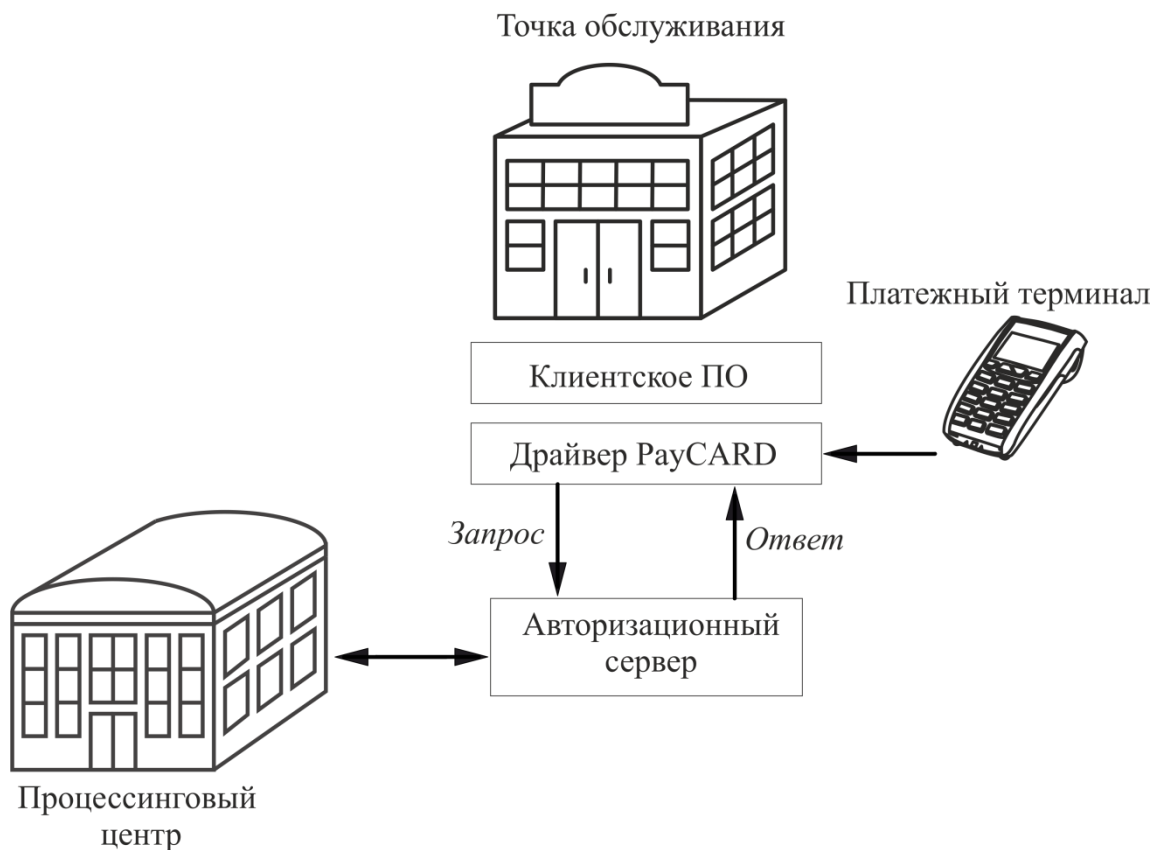 Точка обслуживания
Платежный терминал
Клиентское ПО
Драйвер PayCARD
Запрос
Ответ
Авторизационный
сервер
Процессинговый
центр